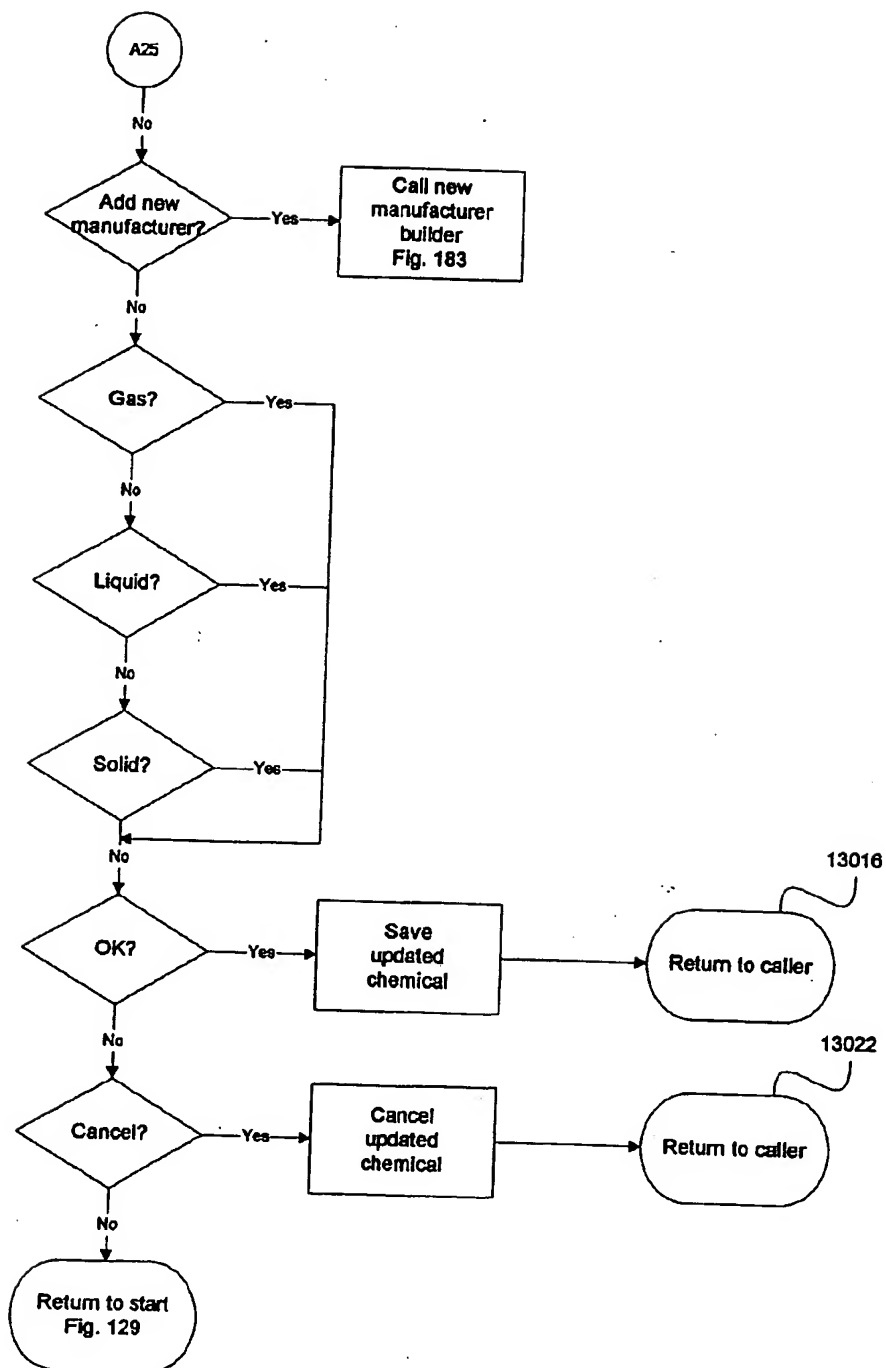 A25
No
Add new
manufacturer?
Yes
Call new
manufacturer
builder
Fig. 183
No
Gas?
Yes
No
Liquid?
Yes
No
Solid?
Yes
No
13016
OK?
Yes
Save
updated
chemical
Return to caller
No
13022
Cancel?
Yes
Cancel
updated
chemical
Return to caller
No
Return to start
Fig. 129